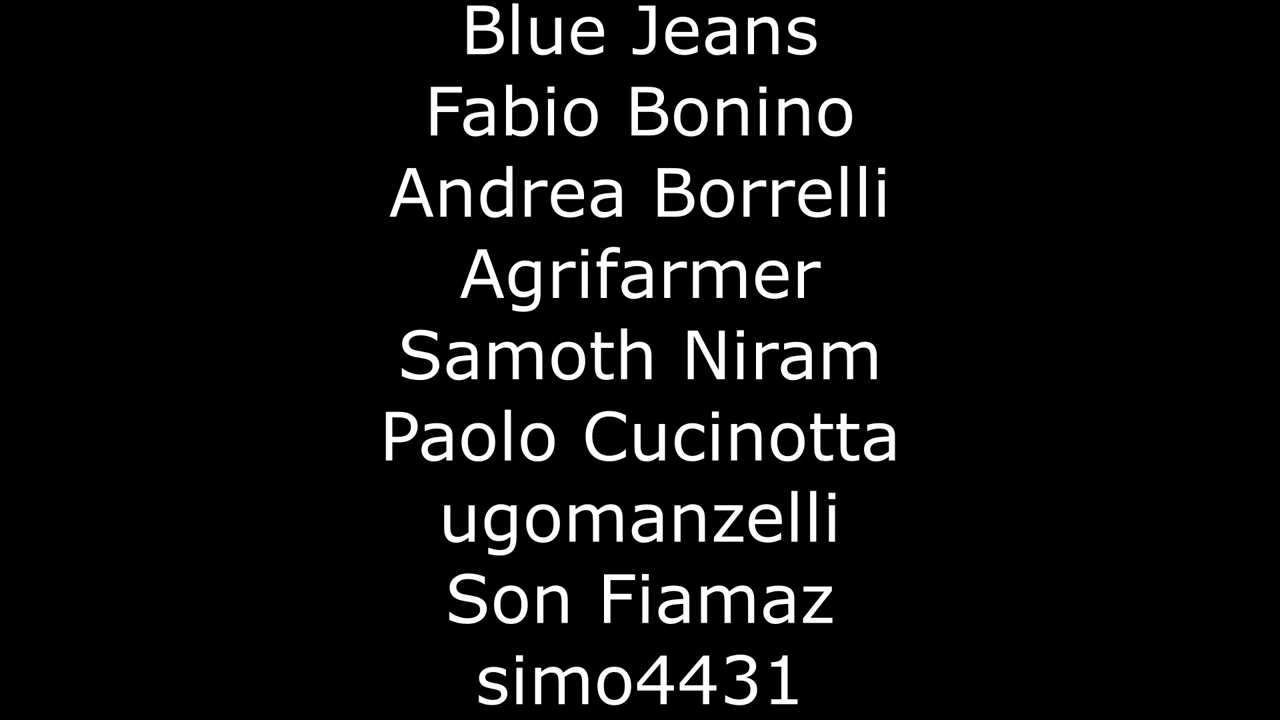 Blue Jeans
Fabio Bonino
Andrea Borrelli
Agrifarmer
Samoth Niram
Paolo Cucinotta
ugomanzelli
Son Fiamaz
simo4431